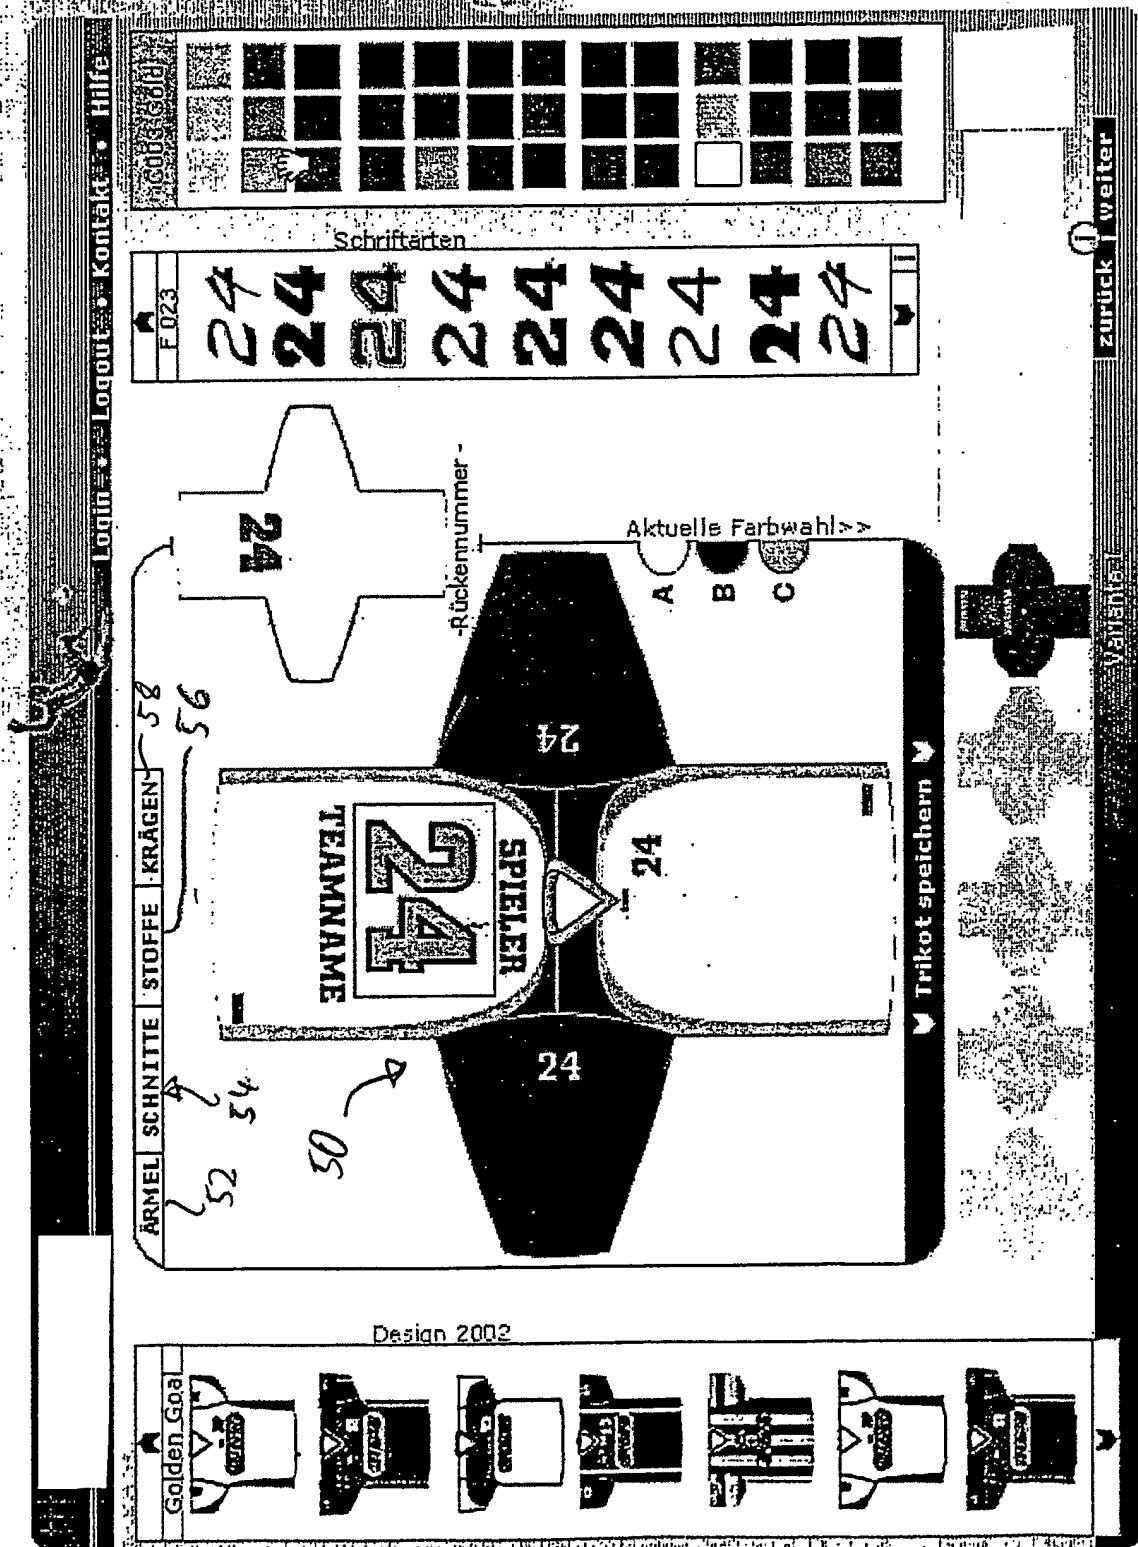 Login • Logout • Kontakt • Hilfe
ÄRMEL SCHNITTE STOFFE KRÄGEN
52
54
56
58
50
Design 2002
Golden Goal
TEAMNAME
24
SPIELER
24
24
24
24
-Rückennummer-
Aktuelle Farbwahl>>
A
B
C
Trikot speichern
Schriftarten
F 023
24
24
24
24
24
24
24
24
24
i
i
Variante 1
zurück | weiter